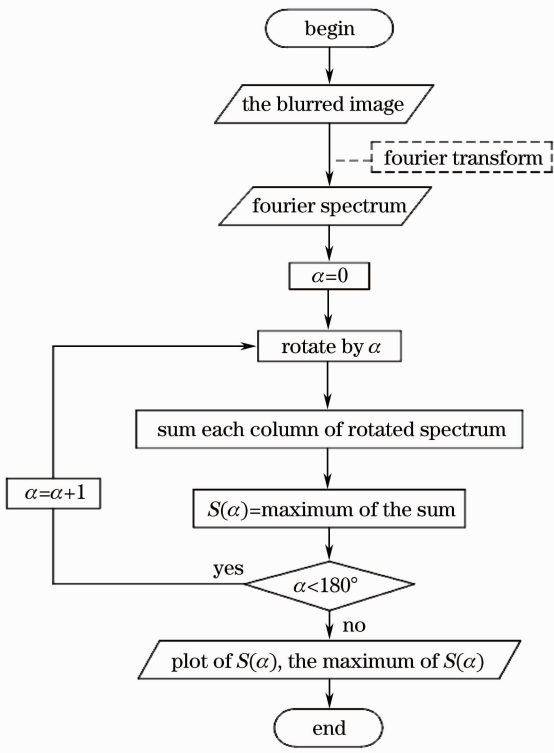 begin
the blurred image
fourier transform
fourier spectrum
α=0
rotate by α
sum each column of rotated spectrum
α=α+1
S(α)=maximum of the sum
yes
α<180°
no
plot of S(α), the maximum of S(α)
end